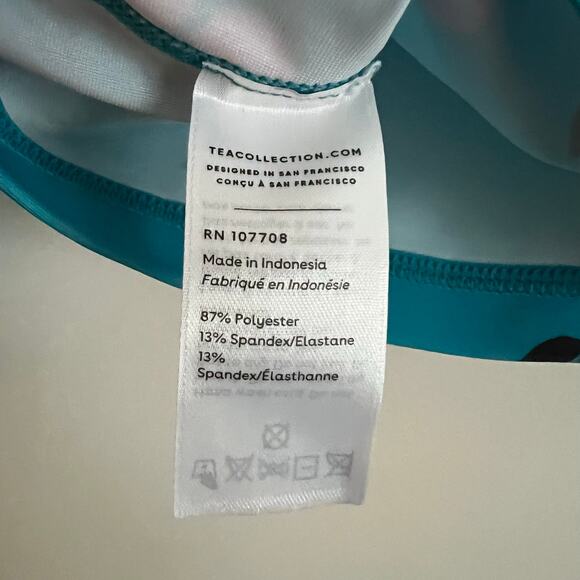 TEACOLLECTION.COM
DESIGNED IN SAN FRANCISCO
CONÇU À SAN FRANCISCO
RN 107708
Made in Indonesia
Fabriqué en Indonésie
87% Polyester
13% Spandex/Elastane
13%
Spandex/Élasthanne